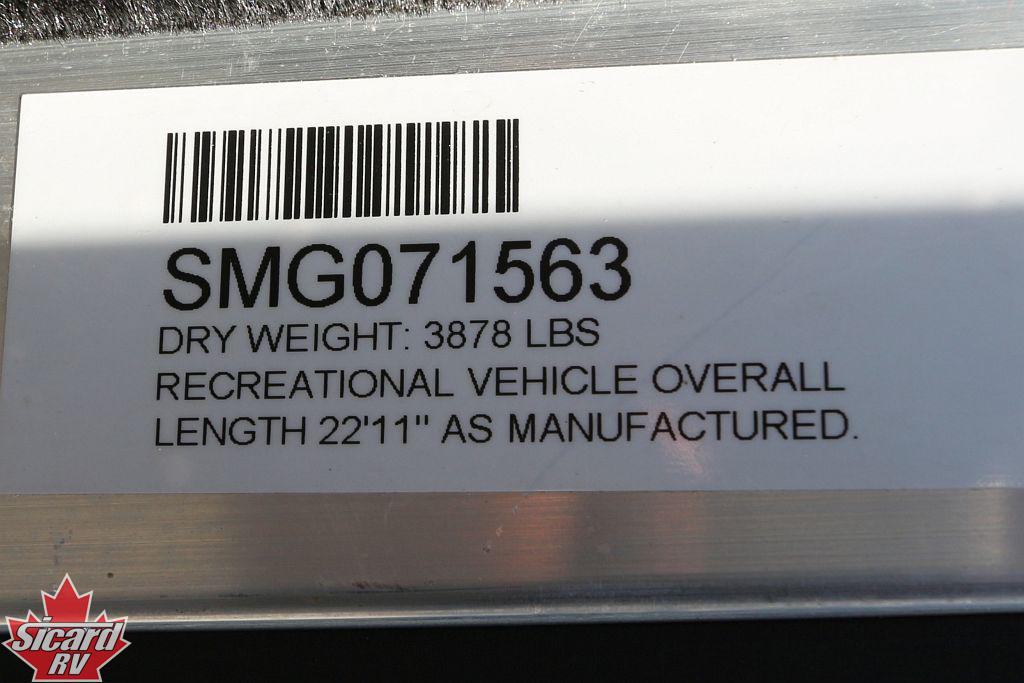 SMG071563
DRY WEIGHT: 3878 LBS
RECREATIONAL VEHICLE OVERALL
LENGTH 22'11" AS MANUFACTURED.
Sicard
RV